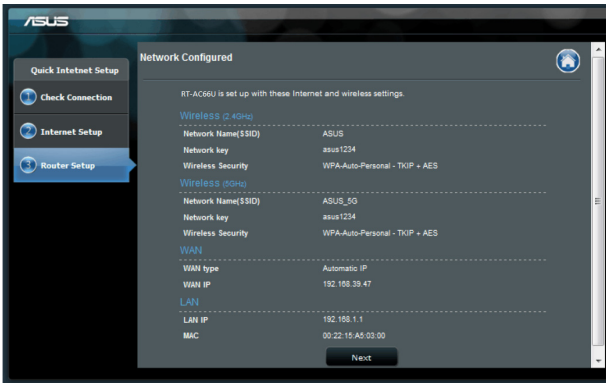 ASUS
Quick Intetnet Setup
1 Check Connection
2 Internet Setup
3 Router Setup
Network Configured
RT-AC66U is set up with these Internet and wireless settings.
Wireless (2.4GHz)
Network Name(SSID) ASUS
Network key asus1234
Wireless Security WPA-Auto-Personal - TKIP + AES
Wireless (5GHz)
Network Name(SSID) ASUS_5G
Network key asus1234
Wireless Security WPA-Auto-Personal - TKIP + AES
WAN
WAN type Automatic IP
WAN IP 192.168.39.47
LAN
LAN IP 192.168.1.1
MAC 00:22:15:A5:03:00
Next